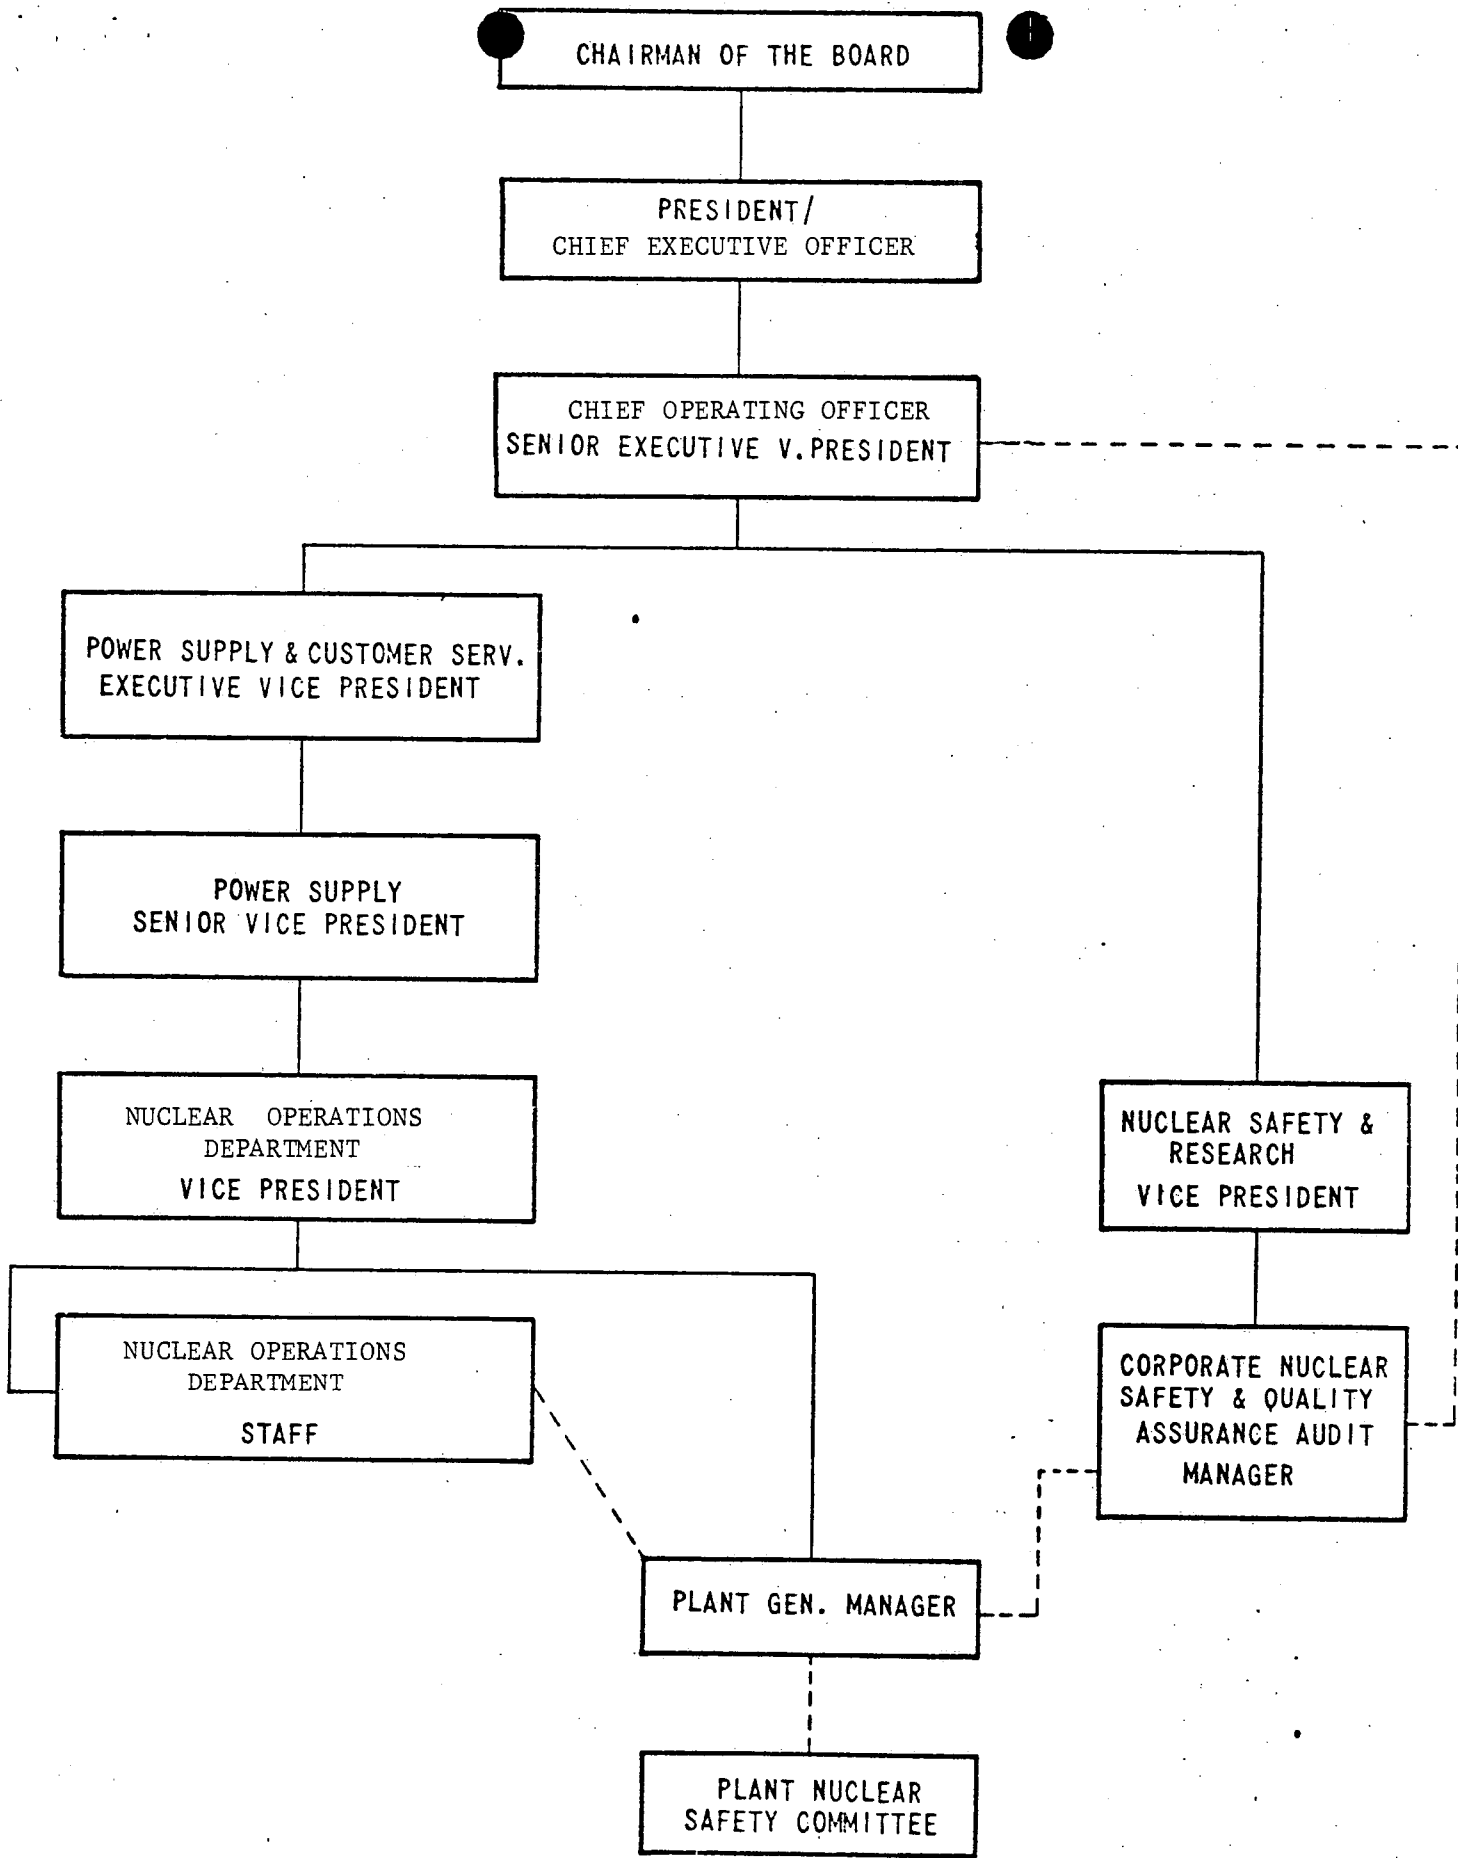 CHAIRMAN OF THE BOARD
PRESIDENT/
CHIEF EXECUTIVE OFFICER
CHIEF OPERATING OFFICER
SENIOR EXECUTIVE V.PRESIDENT
POWER SUPPLY & CUSTOMER SERV.
EXECUTIVE VICE PRESIDENT
POWER SUPPLY
SENIOR VICE PRESIDENT
NUCLEAR OPERATIONS
DEPARTMENT
VICE PRESIDENT
NUCLEAR SAFETY &
RESEARCH
VICE PRESIDENT
NUCLEAR OPERATIONS
DEPARTMENT
STAFF
CORPORATE NUCLEAR
SAFETY & QUALITY
ASSURANCE AUDIT
MANAGER
PLANT GEN. MANAGER
PLANT NUCLEAR
SAFETY COMMITTEE